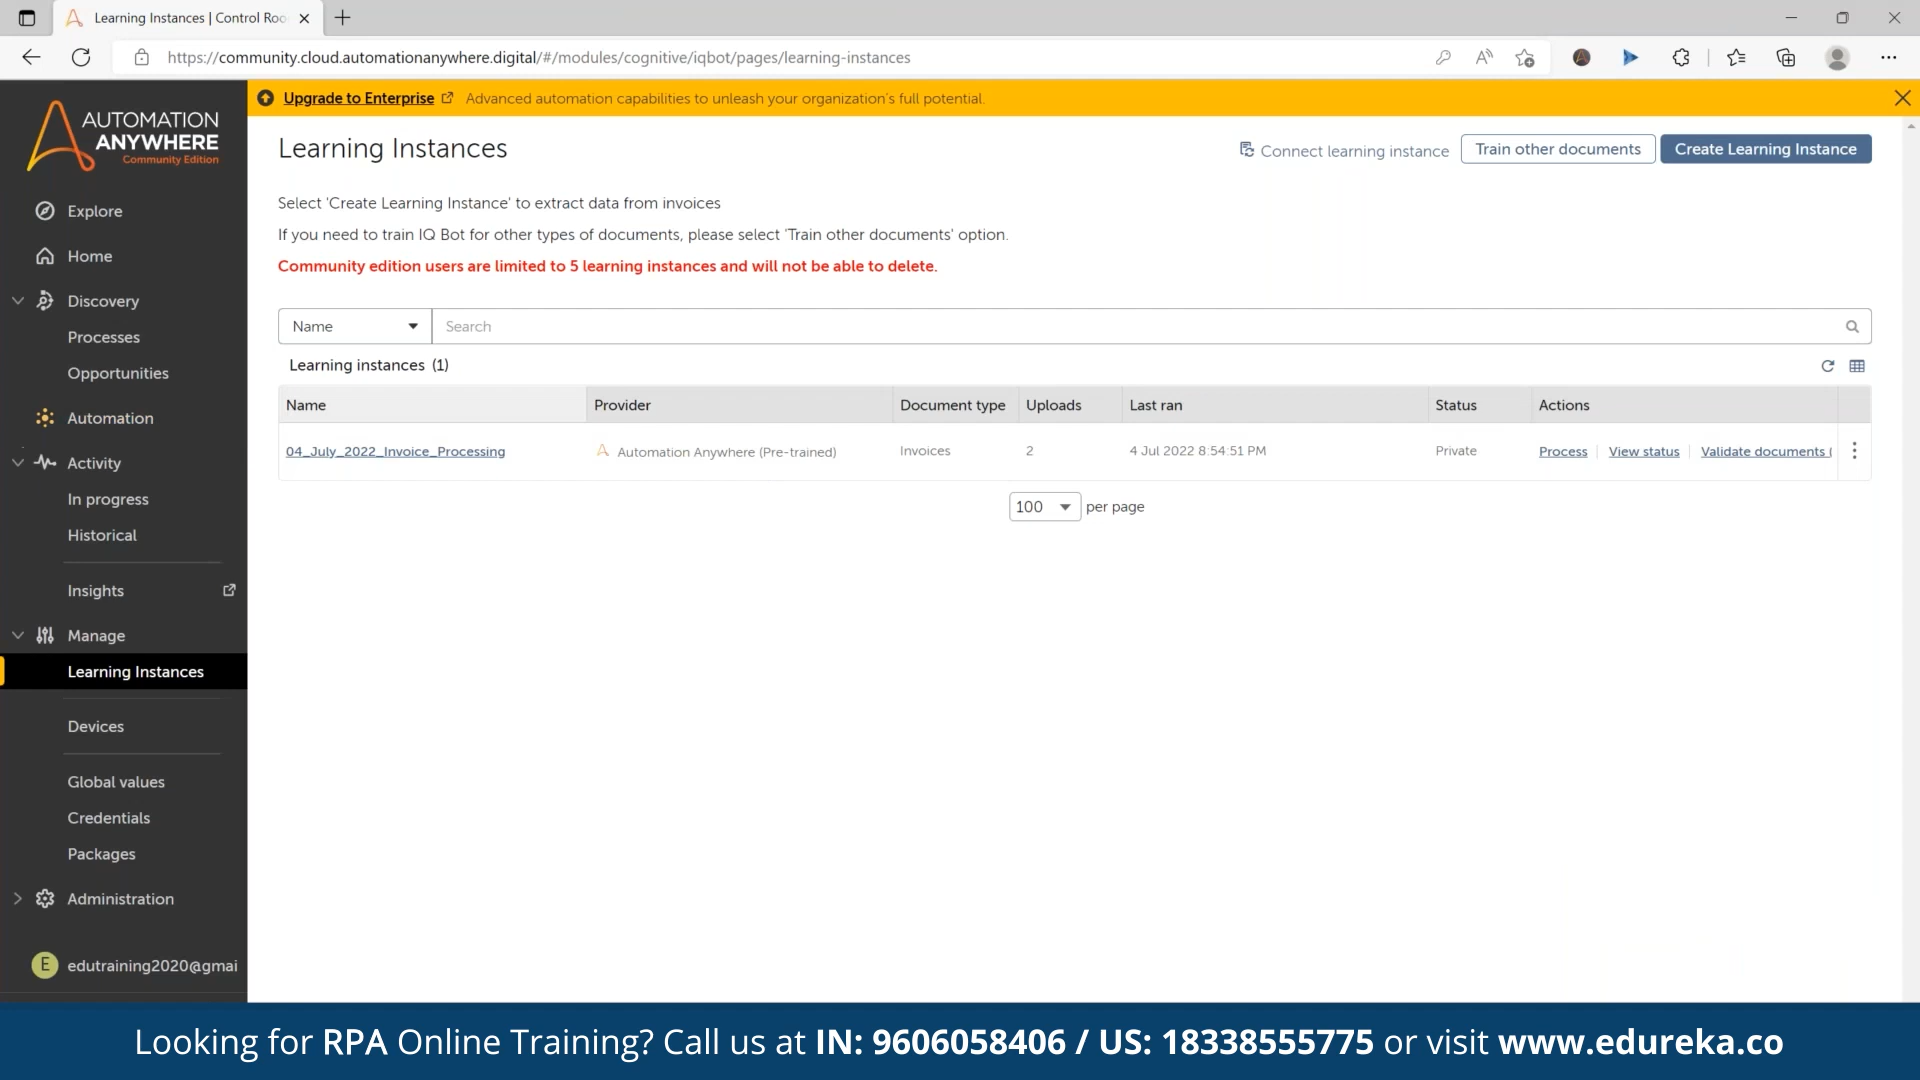 Learning Instances | Control Roo
https://community.cloud.automationanywhere.digital/#/modules/cognitive/iqbot/pages/learning-instances
AUTOMATION
ANYWHERE
Community Edition
Upgrade to Enterprise Advanced automation capabilities to unleash your organization's full potential.
Learning Instances
Connect learning instance
Train other documents
Create Learning Instance
Select 'Create Learning Instance' to extract data from invoices
If you need to train IQ Bot for other types of documents, please select 'Train other documents' option.
Community edition users are limited to 5 learning instances and will not be able to delete.
Name
Search
Learning instances (1)
Name Provider Document type Uploads Last ran Status Actions
04_July_2022_Invoice_Processing Automation Anywhere (Pre-trained) Invoices 2 4 Jul 2022 8:54:51 PM Private Process View status Validate documents (
100 per page
Explore
Home
Discovery
Processes
Opportunities
Automation
Activity
In progress
Historical
Insights
Manage
Learning Instances
Devices
Global values
Credentials
Packages
Administration
E edutraining2020@gmai
Looking for RPA Online Training? Call us at IN: 9606058406 / US: 18338555775 or visit www.edureka.co